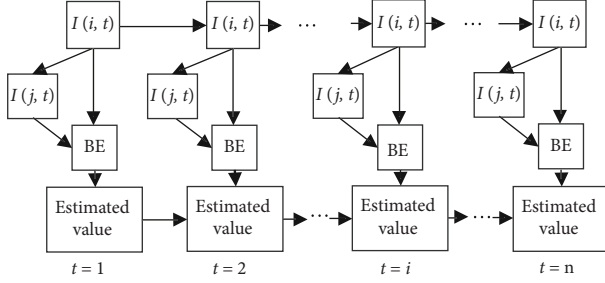 I (i, t) I (i, t) ... ... I (i, t) ... ... I (i, t)
I (j, t) I (j, t) I (j, t) I (j, t)
BE BE BE BE
Estimated value Estimated value ... Estimated value ... Estimated value
t = 1 t = 2 t = i t = n